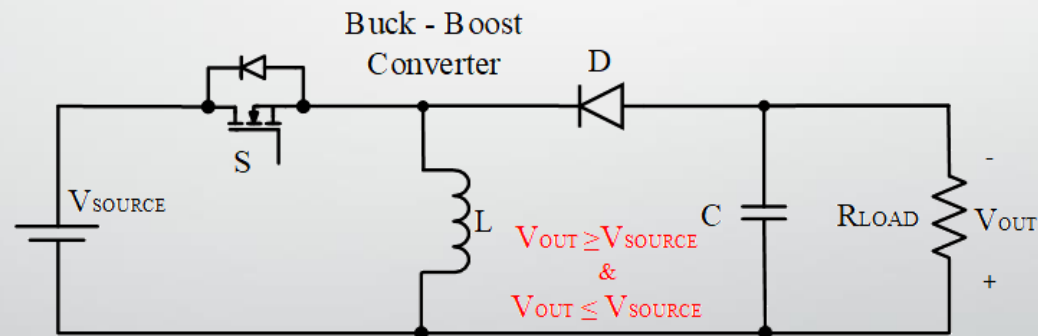 Buck - Boost
Converter
D
S
VSOURCE
L
C
RLOAD
-
VOUT
+
VOUT ≥VSOURCE
&
VOUT ≤ VSOURCE